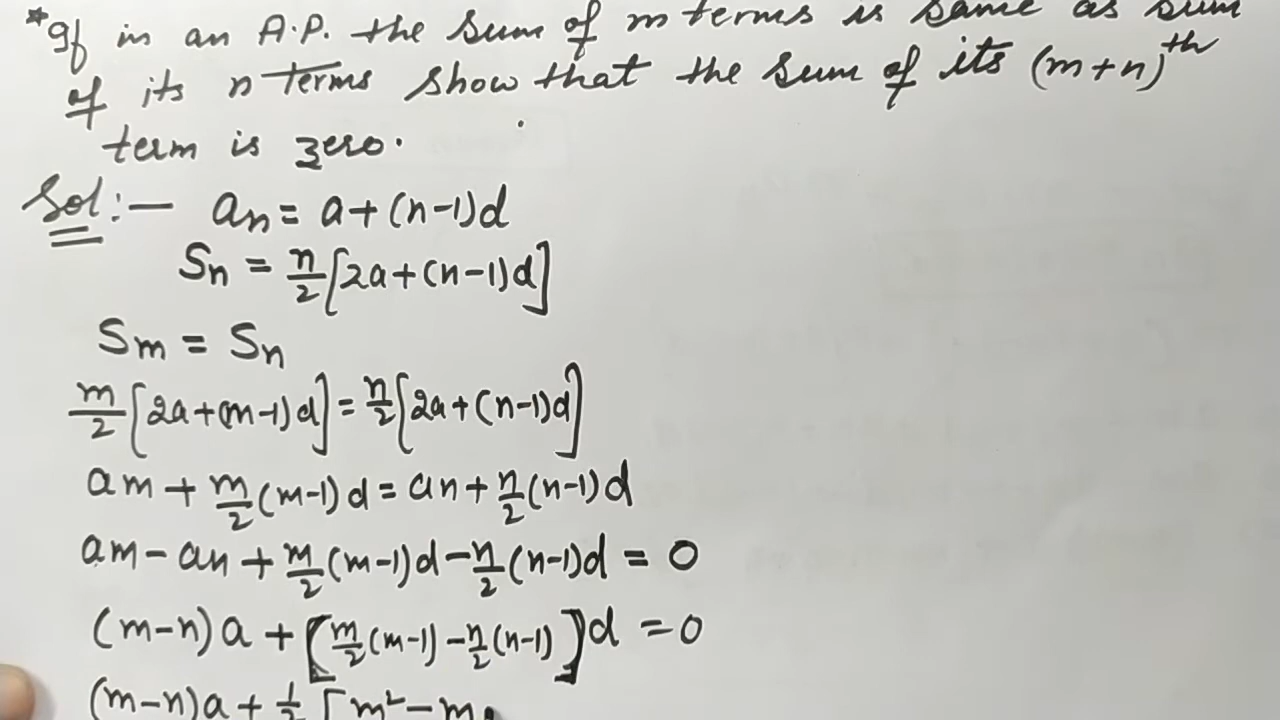 *If in an A.P. the sum of m terms is same as sum
of its n terms show that the sum of its (m+n)th
term is zero.
Sol:— an = a+(n-1)d
Sn = n/2[2a+(n-1)d]
Sm = Sn
m/2[2a+(m-1)d] = n/2[2a+(n-1)d]
am + m/2(m-1)d = an + n/2(n-1)d
am - an + m/2(m-1)d - n/2(n-1)d = 0
(m-n)a + [m/2(m-1) - n/2(n-1)]d = 0
(m-n)a + 1/2[m² - m